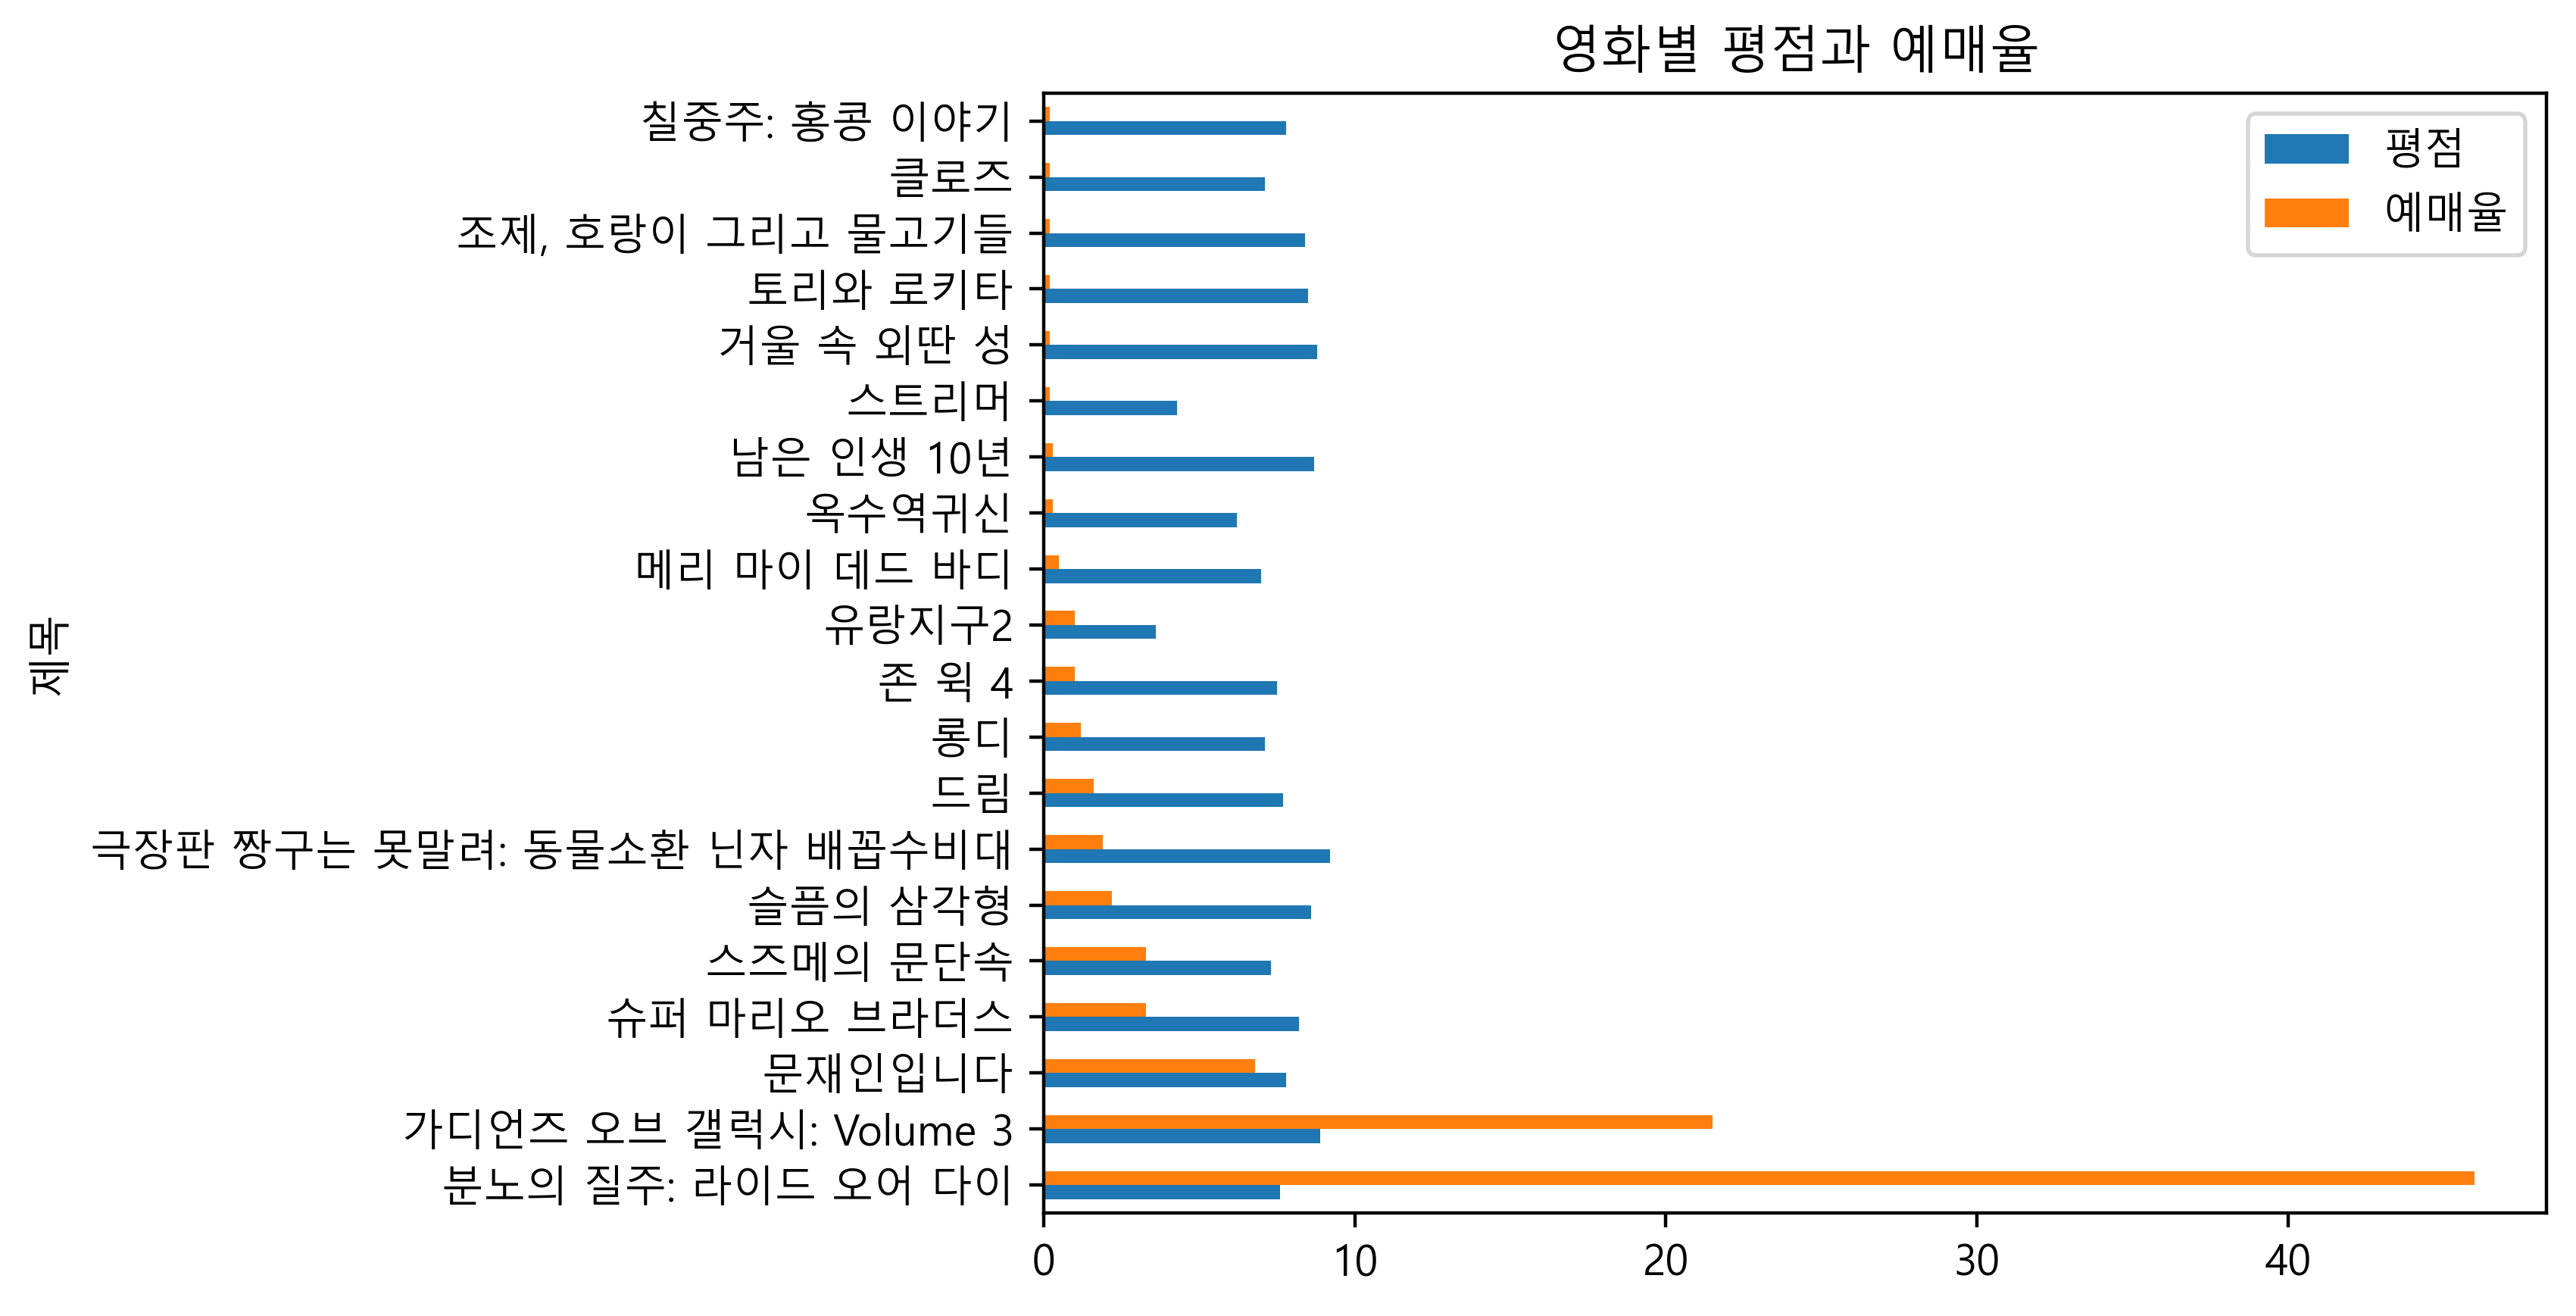 영화별 평점과 예매율
평점
예매율
칠중주: 홍콩 이야기
클로즈
조제, 호랑이 그리고 물고기들
토리와 로키타
거울 속 외딴 성
스트리머
남은 인생 10년
옥수역귀신
메리 마이 데드 바디
유랑지구2
존 윅 4
롱디
드림
극장판 짱구는 못말려: 동물소환 닌자 배꼽수비대
슬픔의 삼각형
스즈메의 문단속
슈퍼 마리오 브라더스
문재인입니다
가디언즈 오브 갤럭시: Volume 3
분노의 질주: 라이드 오어 다이
제목
0 10 20 30 40